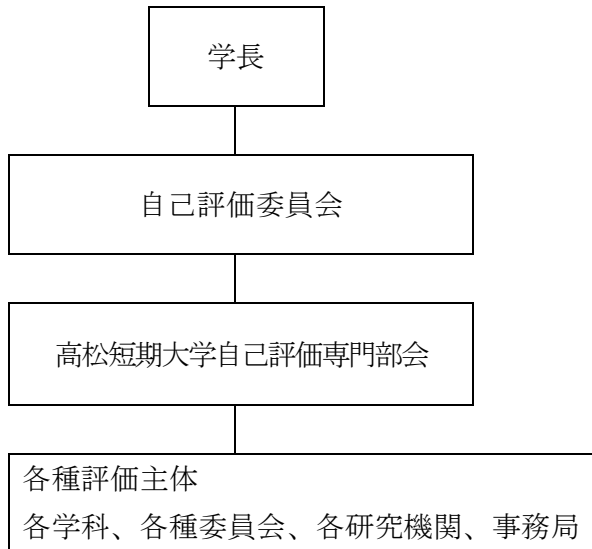 学長
自己評価委員会
高松短期大学自己評価専門部会
各種評価主体
各学科、各種委員会、各研究機関、事務局